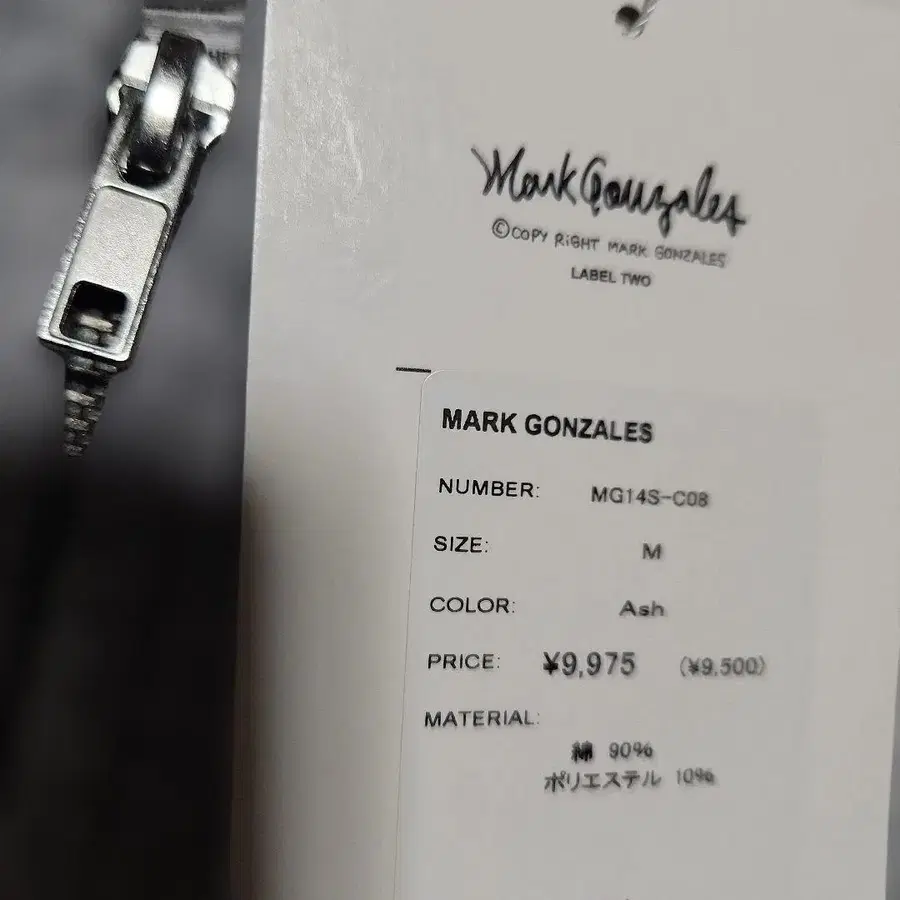 Mark Gonzales
©COPY RiGHT MARK GONZALES
LABEL TWO
MARK GONZALES
NUMBER: MG14S-C08
SIZE: M
COLOR: Ash
PRICE: ¥9,975 (¥9,500)
MATERIAL:
綿 90%
ポリエステル 10%